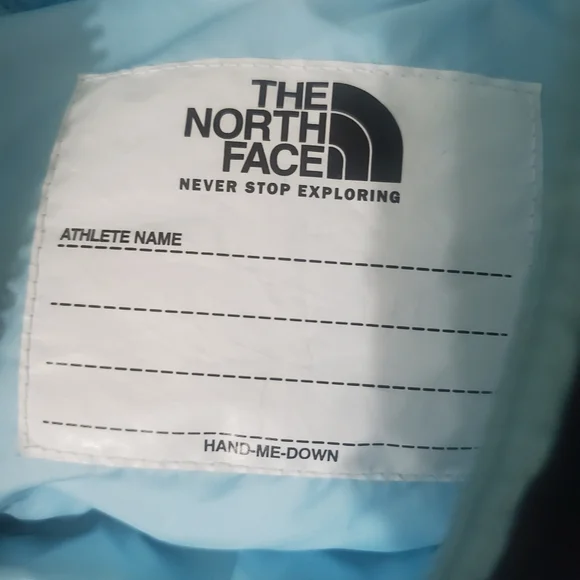 THE
NORTH
FACE
NEVER STOP EXPLORING
ATHLETE NAME
HAND-ME-DOWN